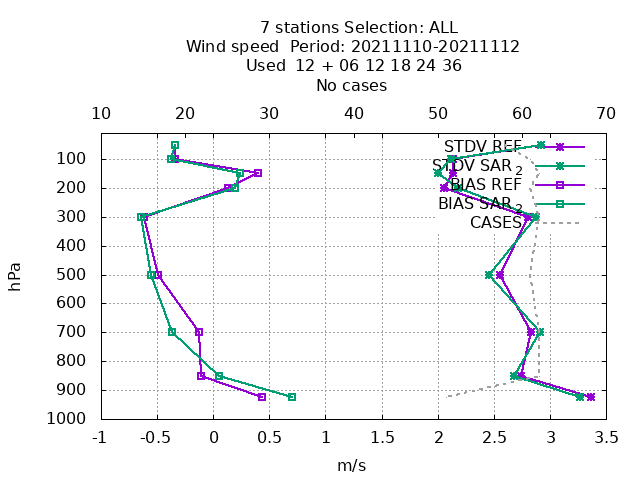 7 stations Selection: ALL
Wind speed  Period: 20211110-20211112
Used  12 + 06 12 18 24 36
No cases
10 20 30 40 50 60 70
STDV REF
STDV SAR 2
BIAS REF
BIAS SAR 2
CASES
hPa
100
200
300
400
500
600
700
800
900
1000
-1 -0.5 0 0.5 1 1.5 2 2.5 3 3.5
m/s